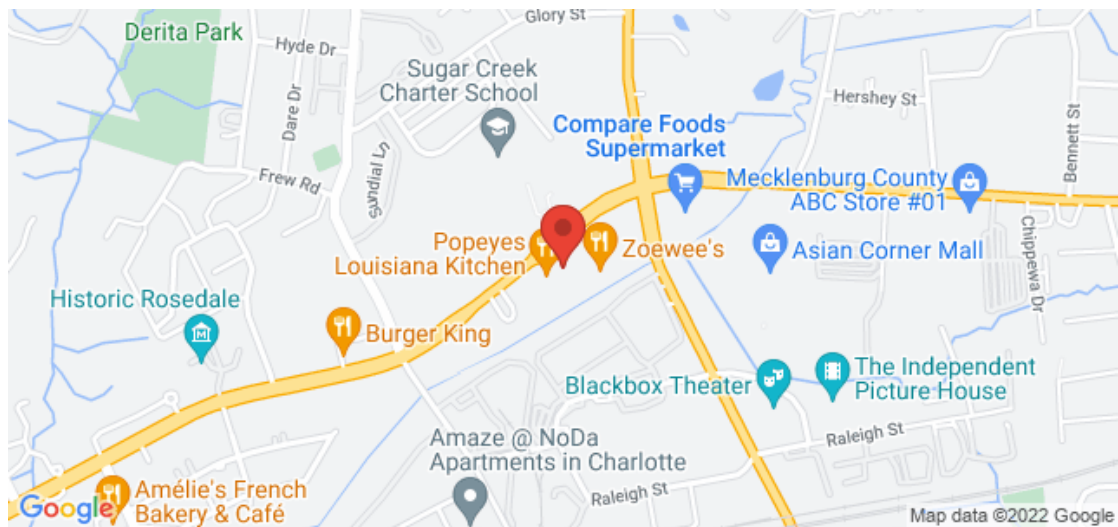 Glory St
Derita Park
Hyde Dr
Sugar Creek
Charter School
Dare Dr
Sundial Ln
Frew Rd
Hershey St
Bennett St
Compare Foods
Supermarket
Mecklenburg County
ABC Store #01
Chippewa Dr
Popeyes
Louisiana Kitchen
Zoewee's
Asian Corner Mall
Historic Rosedale
Burger King
Blackbox Theater
The Independent
Picture House
Raleigh St
Amaze @ NoDa
Apartments in Charlotte
Raleigh St
Amélie's French
Bakery & Café
Google
Map data ©2022 Google